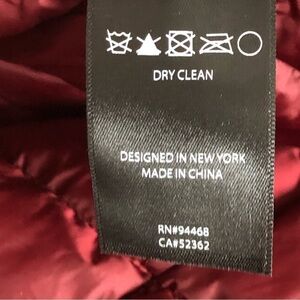 DRY CLEAN
DESIGNED IN NEW YORK
MADE IN CHINA
RN#94468
CA#52362